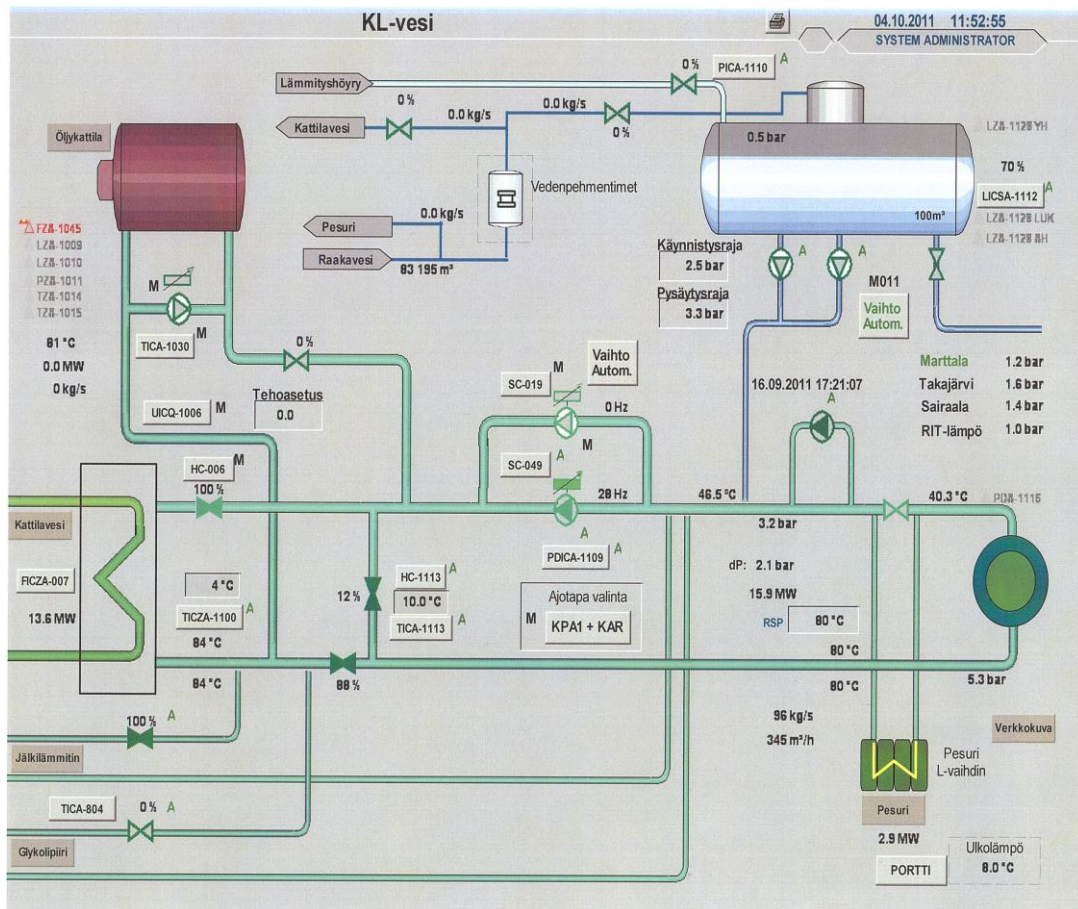 KL-vesi
04.10.2011 11:52:55
SYSTEM ADMINISTRATOR
Lämmityshöyry
0 %
PICA-1110 A
0 %
0.0 kg/s
0.0 kg/s
Kattilavesi
0 %
Öljykattila
0.5 bar
70 %
LICSA-1112 A
100m³
Vedenpehmentimet
0.0 kg/s
Pesuri
Raakavesi
83 195 m³
FZA-1045
LZA-1009
LZA-1010
PZA-1011
TZA-1014
TZA-1015
M
M
TICA-1030
81 °C
0.0 MW
0 kg/s
0 %
Käynnistysraja
2.5 bar
Pysäytysraja
3.3 bar
A
A
M011
Vaihto
Autom.
Marttala 1.2 bar
Takajärvi 1.6 bar
Sairaala 1.4 bar
RIT-lämpö 1.0 bar
UICQ-1006 M
Tehoasetus
0.0
SC-019 M
Vaihto
Autom.
0 Hz
M
16.09.2011 17:21:07
A
HC-006 M
100 %
SC-049 A
28 Hz
46.5 °C
40.3 °C
PDICA-1109 A
A
3.2 bar
Kattilavesi
FICZA-007
13.6 MW
4 °C
TICZA-1100 A
84 °C
84 °C
12 %
HC-1113 A
10.0 °C
TICA-1113 A
Ajotapa valinta
M KPA1 + KAR
dP: 2.1 bar
15.9 MW
RSP 80 °C
80 °C
80 °C
88 %
5.3 bar
96 kg/s
345 m³/h
Verkkokuva
100 % A
Jälkilämmitin
Pesuri
L-vaihdin
TICA-804 0 % A
Glykolipiiri
Pesuri
2.9 MW
PORTTI
Ulkolämpö
8.0 °C